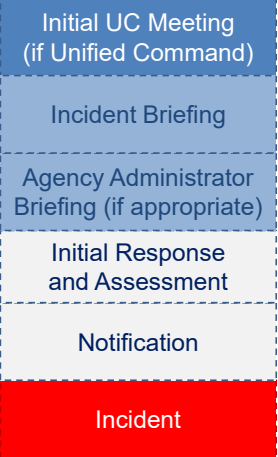 Initial UC Meeting
(if Unified Command)
Incident Briefing
Agency Administrator
Briefing (if appropriate)
Initial Response
and Assessment
Notification
Incident